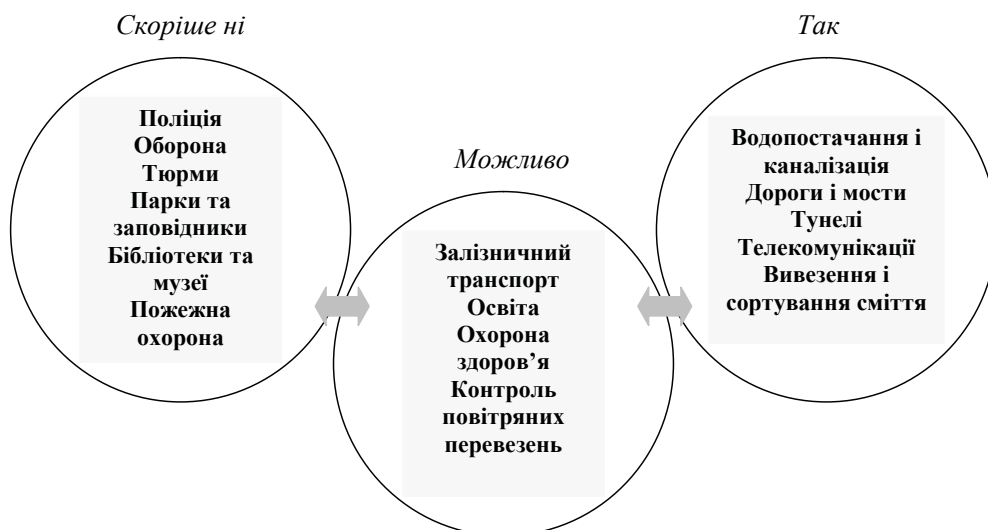 Скоріше ні
Поліція
Оборона
Тюрми
Парки та
заповідники
Бібліотеки та
музеї
Пожежна
охорона
Можливо
Залізничний
транспорт
Освіта
Охорона
здоров’я
Контроль
повітряних
перевезень
Так
Водопостачання і
каналізація
Дороги і мости
Тунелі
Телекомунікації
Вивезення і
сортування сміття